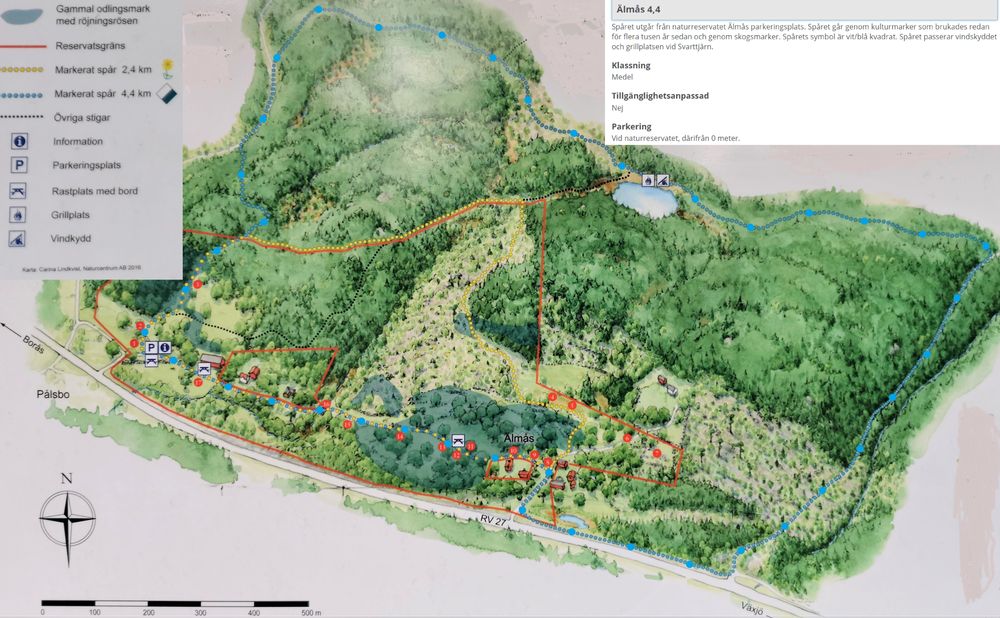 Gammal odlingsmark
med röjningsrösen
Reservatsgräns
Markerat spår 2,4 km
Markerat spår 4,4 km
Övriga stigar
Information
P
Parkeringsplats
Rastplats med bord
Grillplats
Vindkydd
Karta: Carina Lindkvist, Naturcentrum AB 2016
Älmås 4,4
Spåret utgår från naturreservatet Älmås parkeringsplats. Spåret går genom kulturmarker som brukades redan
för flera tusen år sedan och genom skogsmarker. Spårets symbol är vit/blå kvadrat. Spåret passerar vindskyddet
och grillplatsen vid Svarttjärn.
Klassning
Medel
Tillgänglighetsanpassad
Nej
Parkering
Vid naturreservatet, därifrån 0 meter.
Borås
Pålsbo
P
Älmås
RV 27
Växjö
N
0 100 200 300 400 500 m